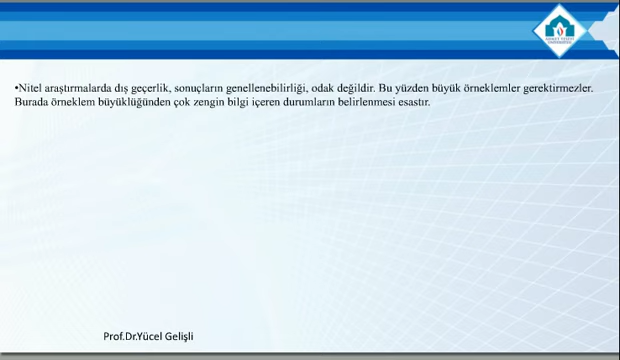 •Nitel araştırmalarda dış geçerlik, sonuçların genellenebilirliği, odak değildir. Bu yüzden büyük örneklemler gerektirmezler.
Burada örneklem büyüklüğünden çok zengin bilgi içeren durumların belirlenmesi esastır.
Prof.Dr.Yücel Gelişli